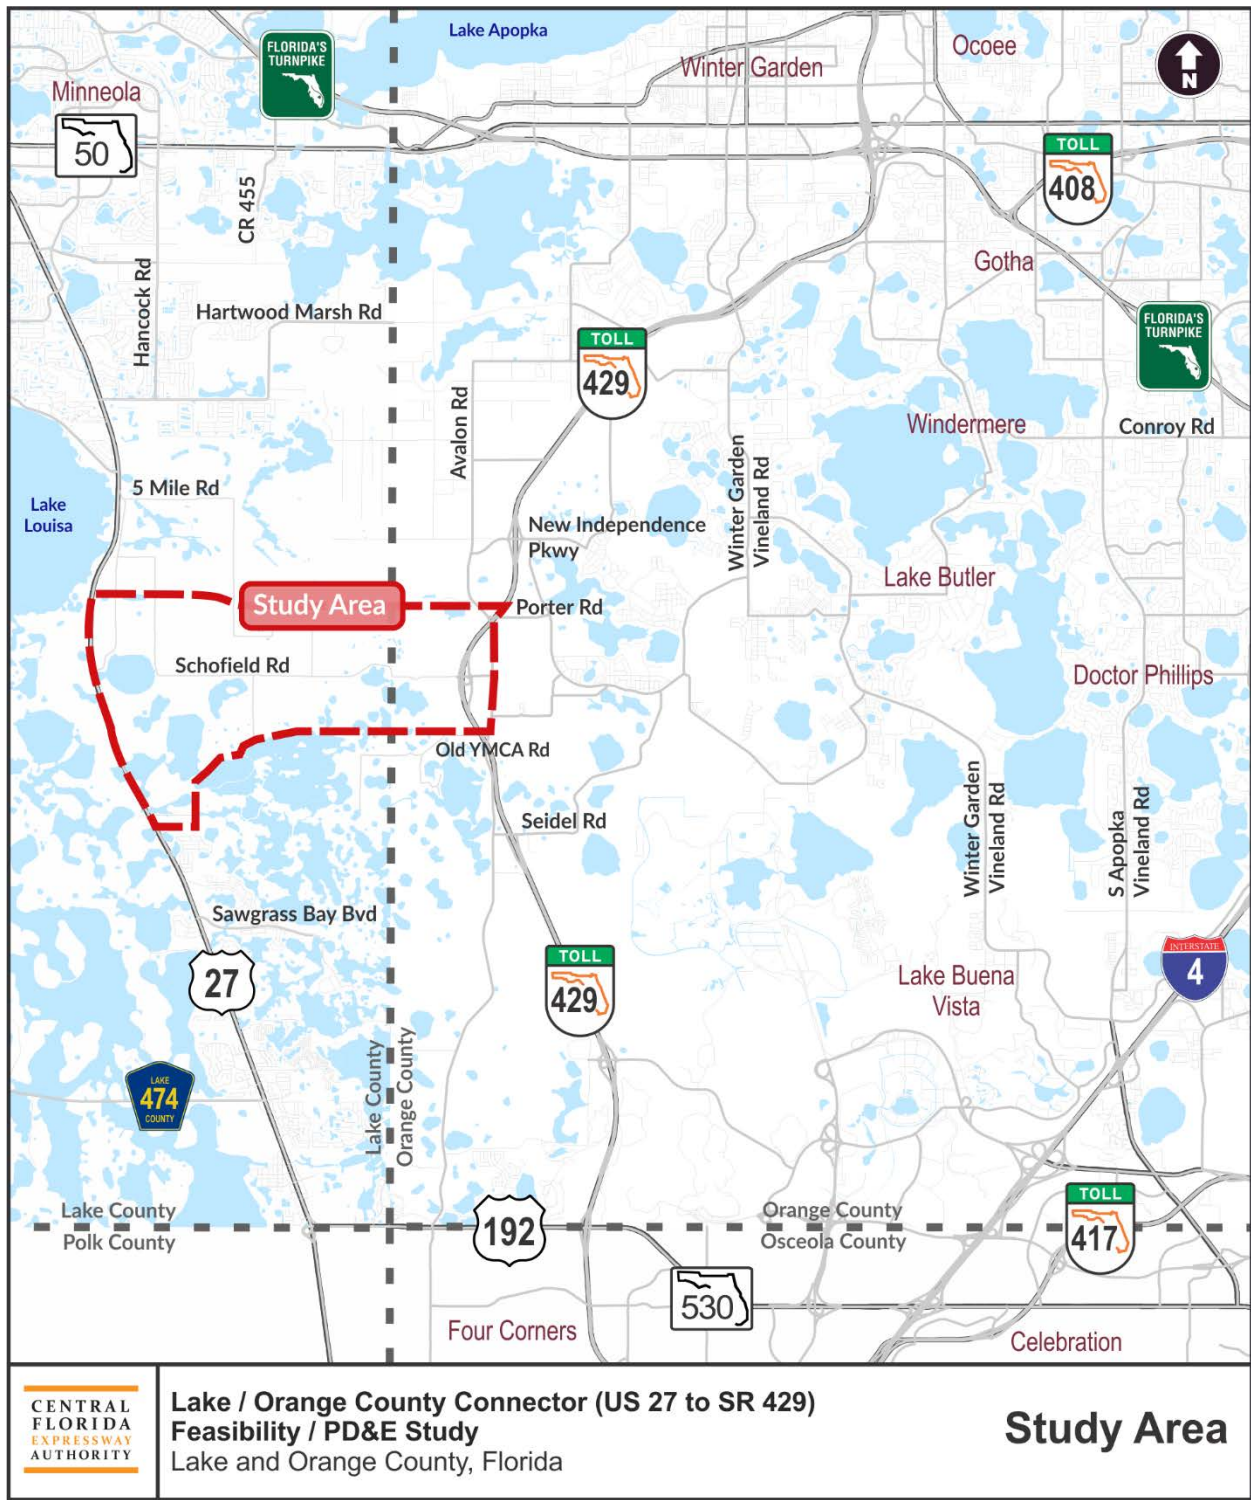 Lake Apopka
FLORIDA'S
TURNPIKE
Ocoee
Winter Garden
N
Minneola
50
TOLL
408
CR 455
Gotha
Hancock Rd
Hartwood Marsh Rd
FLORIDA'S
TURNPIKE
TOLL
429
Avalon Rd
Windermere
Conroy Rd
Winter Garden
Vineland Rd
5 Mile Rd
Lake
Louisa
New Independence
Pkwy
Lake Butler
Study Area
Porter Rd
Schofield Rd
Doctor Phillips
Old YMCA Rd
Seidel Rd
Winter Garden
Vineland Rd
S Apopka
Vineland Rd
Sawgrass Bay Blvd
27
TOLL
429
INTERSTATE
4
Lake Buena
Vista
Lake County
Orange County
LAKE
474
COUNTY
Lake County
Polk County
192
Orange County
Osceola County
TOLL
417
530
Four Corners
Celebration
CENTRAL
FLORIDA
EXPRESSWAY
AUTHORITY
Lake / Orange County Connector (US 27 to SR 429)
Feasibility / PD&E Study
Lake and Orange County, Florida
Study Area